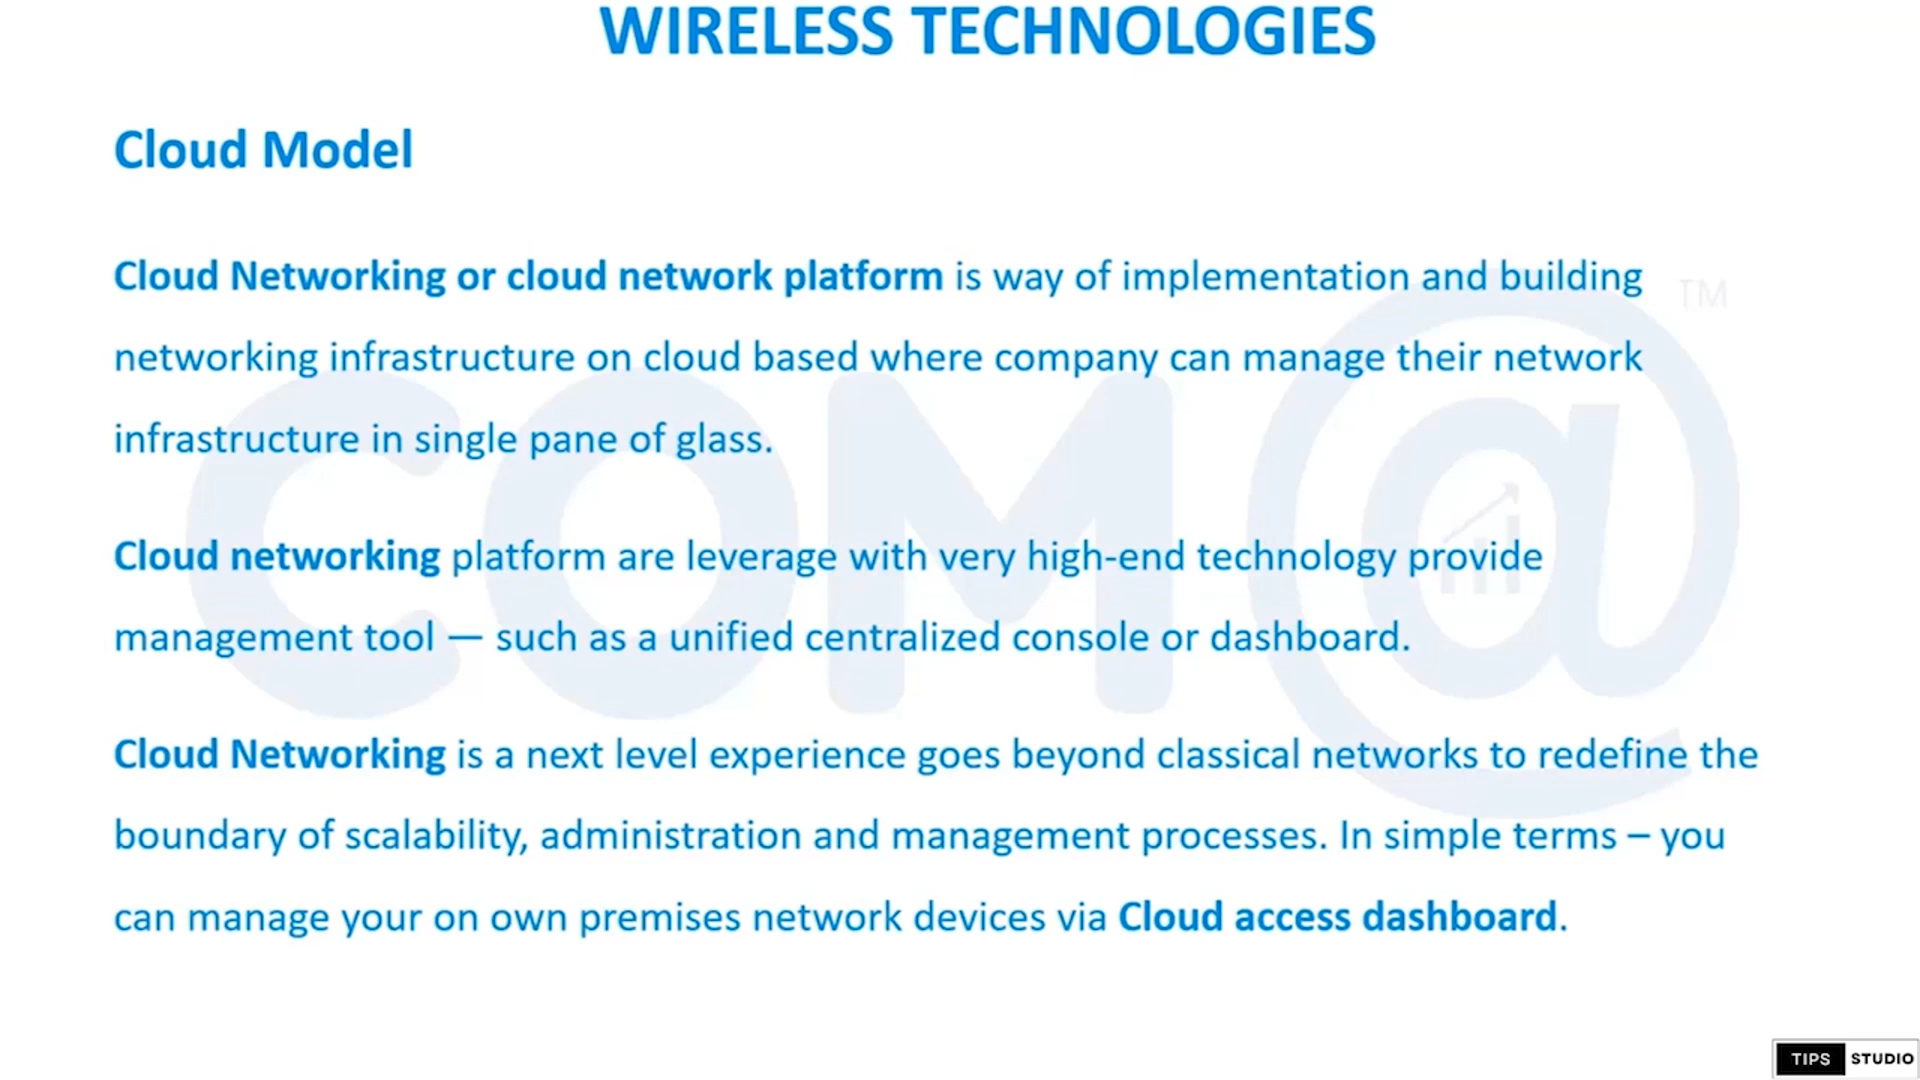 WIRELESS TECHNOLOGIES
Cloud Model
Cloud Networking or cloud network platform is way of implementation and building
networking infrastructure on cloud based where company can manage their network
infrastructure in single pane of glass.
Cloud networking platform are leverage with very high-end technology provide
management tool — such as a unified centralized console or dashboard.
Cloud Networking is a next level experience goes beyond classical networks to redefine the
boundary of scalability, administration and management processes. In simple terms – you
can manage your on own premises network devices via Cloud access dashboard.
COM@ TM
TIPS STUDIO